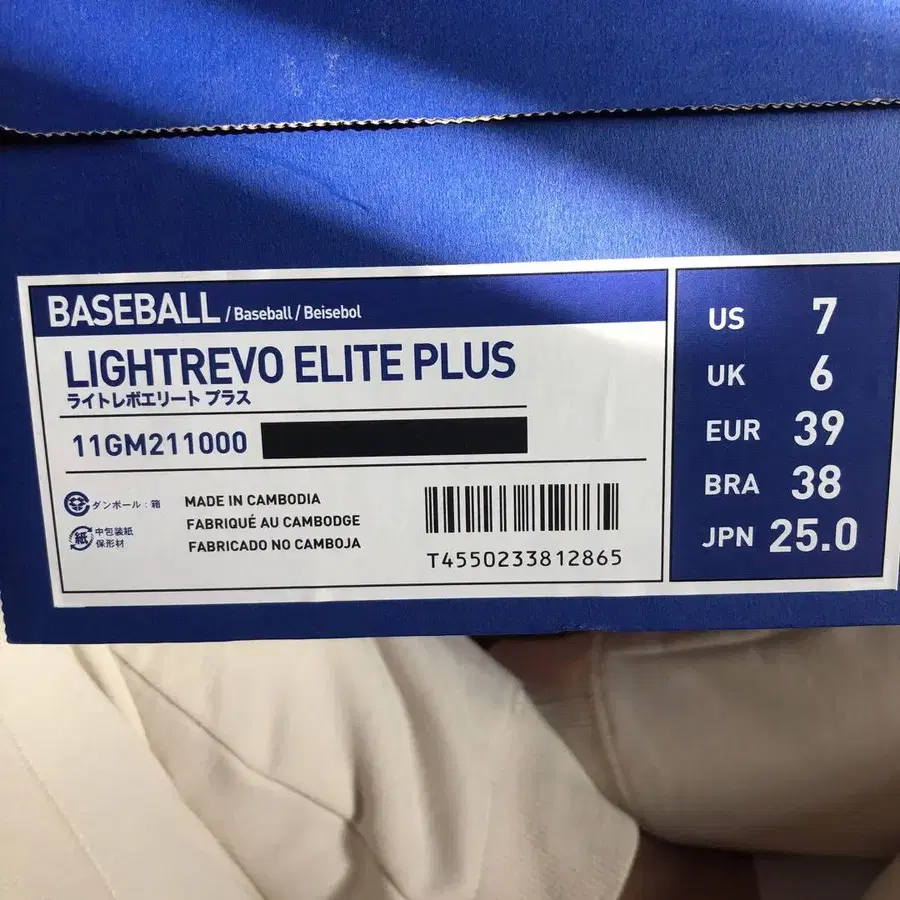 BASEBALL / Baseball / Beisebol
LIGHTREVO ELITE PLUS
ライトレボエリート プラス
11GM211000
ダンボール : 箱
紙
中包装紙
保形材
MADE IN CAMBODIA
FABRIQUÉ AU CAMBODGE
FABRICADO NO CAMBOJA
T4550233812865
US 7
UK 6
EUR 39
BRA 38
JPN 25.0